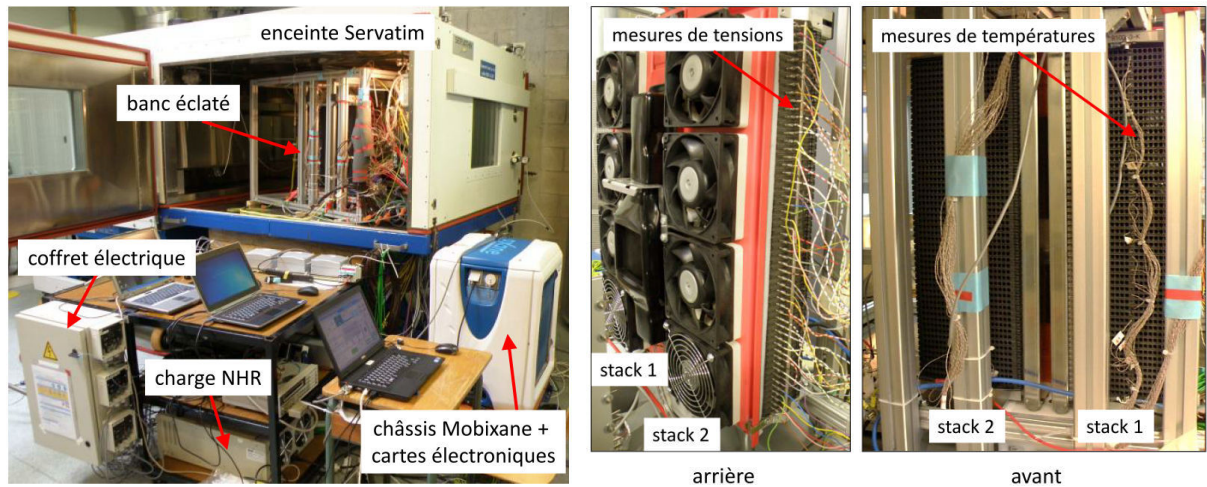 enceinte Servatim
banc éclaté
coffret électrique
charge NHR
châssis Mobixane +
cartes électroniques
mesures de tensions
stack 1
stack 2
arrière
mesures de températures
stack 2
stack 1
avant